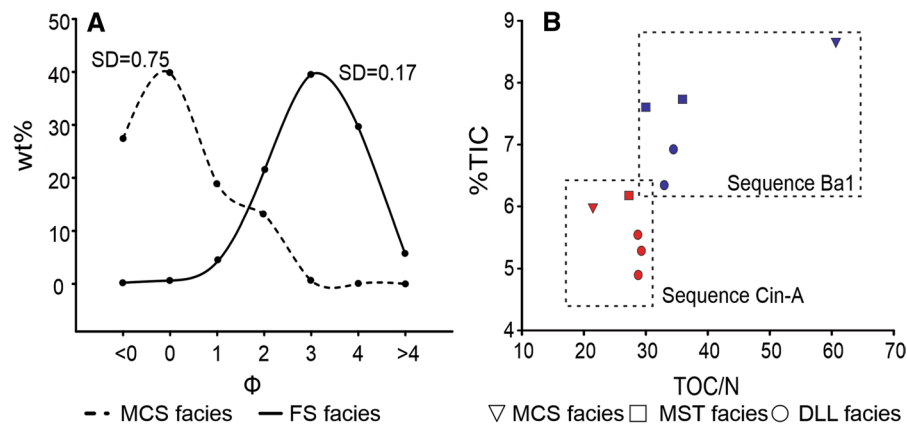 A
50
40
30
20
10
0
wt%
SD=0.75
SD=0.17
<0 0 1 2 3 4 >4
Φ
MCS facies FS facies
B
9
8
7
6
5
4
%TIC
Sequence Ba1
Sequence Cin-A
10 20 30 40 50 60 70
TOC/N
MCS facies MST facies DLL facies